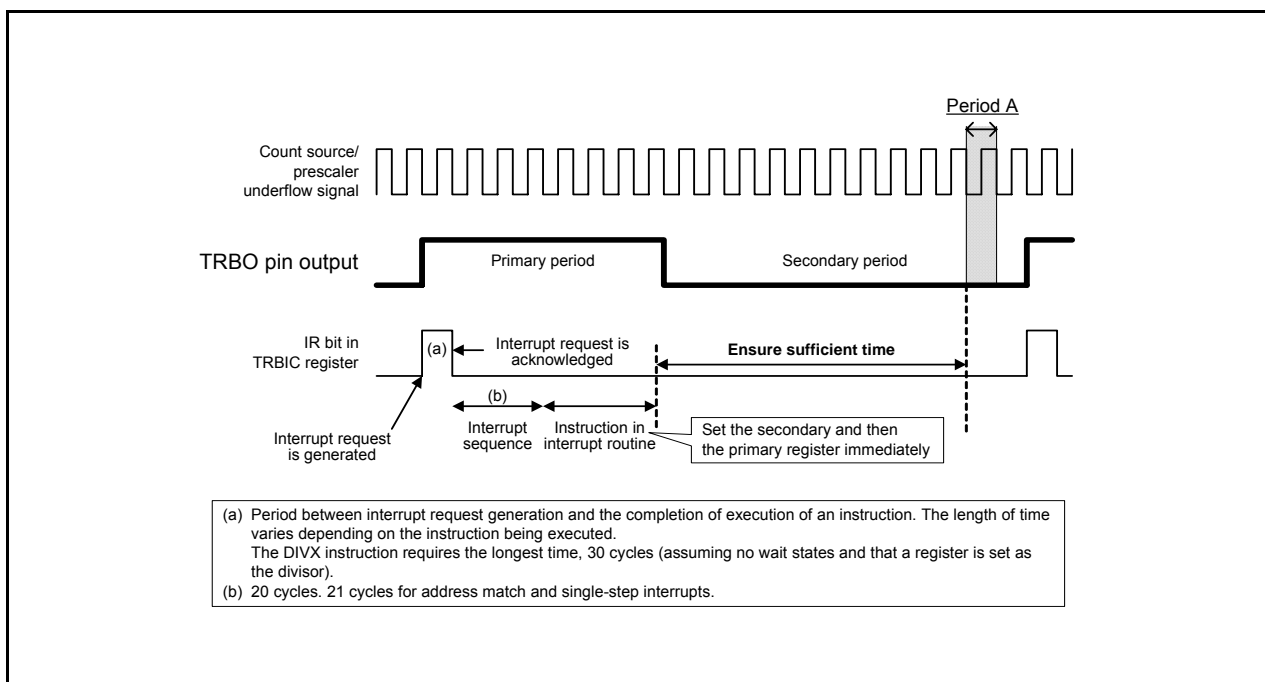 Period A
Count source/
prescaler
underflow signal
TRBO pin output
Primary period
Secondary period
IR bit in
TRBIC register
(a)
Interrupt request is
acknowledged
Ensure sufficient time
(b)
Interrupt request
is generated
Interrupt
sequence
Instruction in
interrupt routine
Set the secondary and then
the primary register immediately
(a) Period between interrupt request generation and the completion of execution of an instruction. The length of time
varies depending on the instruction being executed.
The DIVX instruction requires the longest time, 30 cycles (assuming no wait states and that a register is set as
the divisor).
(b) 20 cycles. 21 cycles for address match and single-step interrupts.